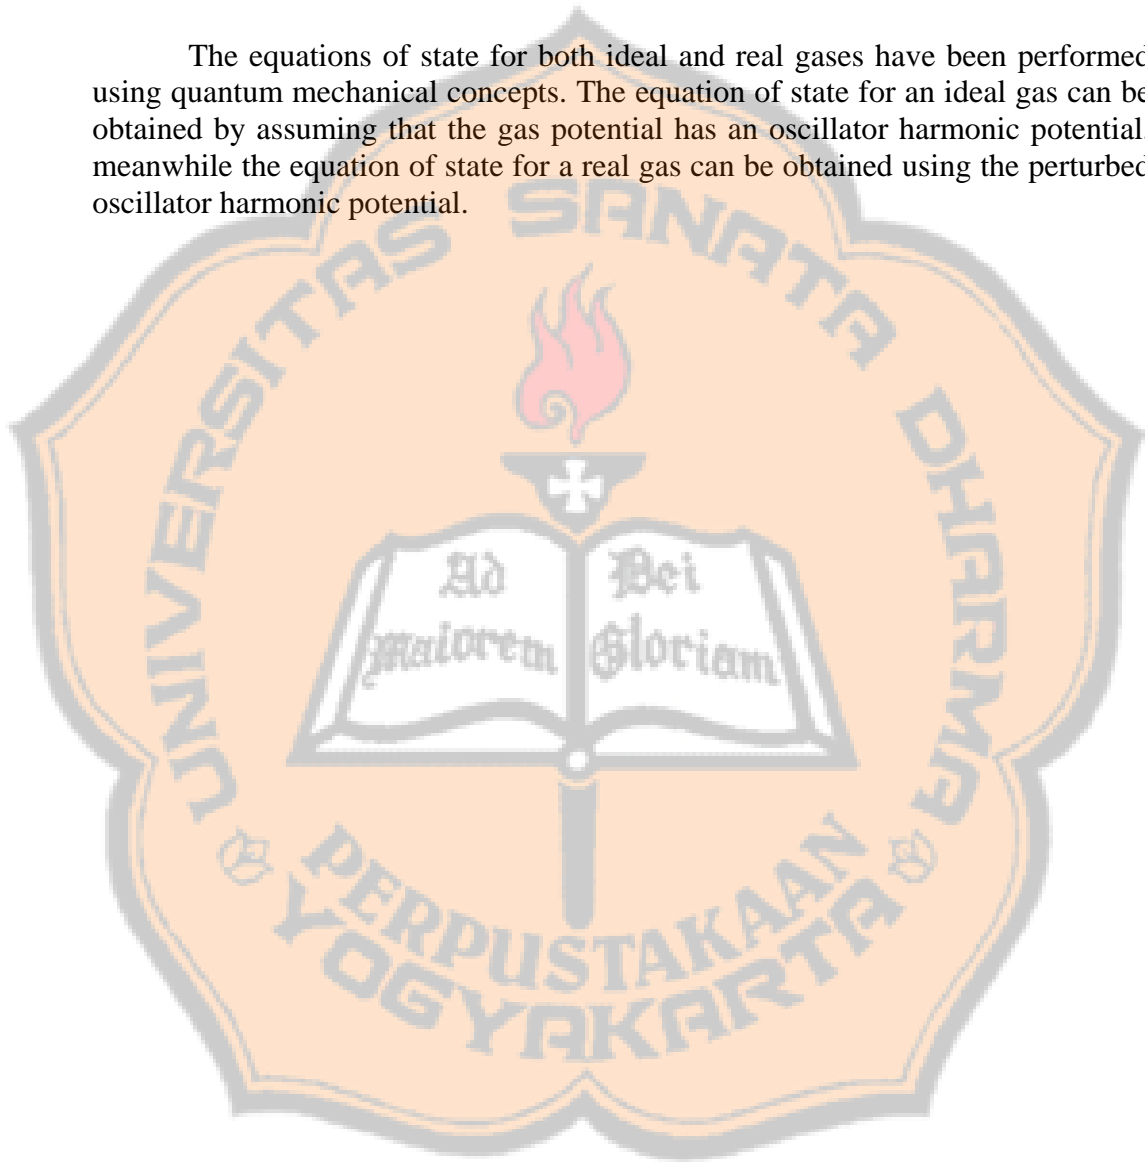 The equations of state for both ideal and real gases have been performed
using quantum mechanical concepts. The equation of state for an ideal gas can be
obtained by assuming that the gas potential has an oscillator harmonic potential,
meanwhile the equation of state for a real gas can be obtained using the perturbed
oscillator harmonic potential.
UNIVERSITAS SANATA DHARMA
Ad Dei
maiorem Gloriam
PERPUSTAKAAN
YOGYAKARTA